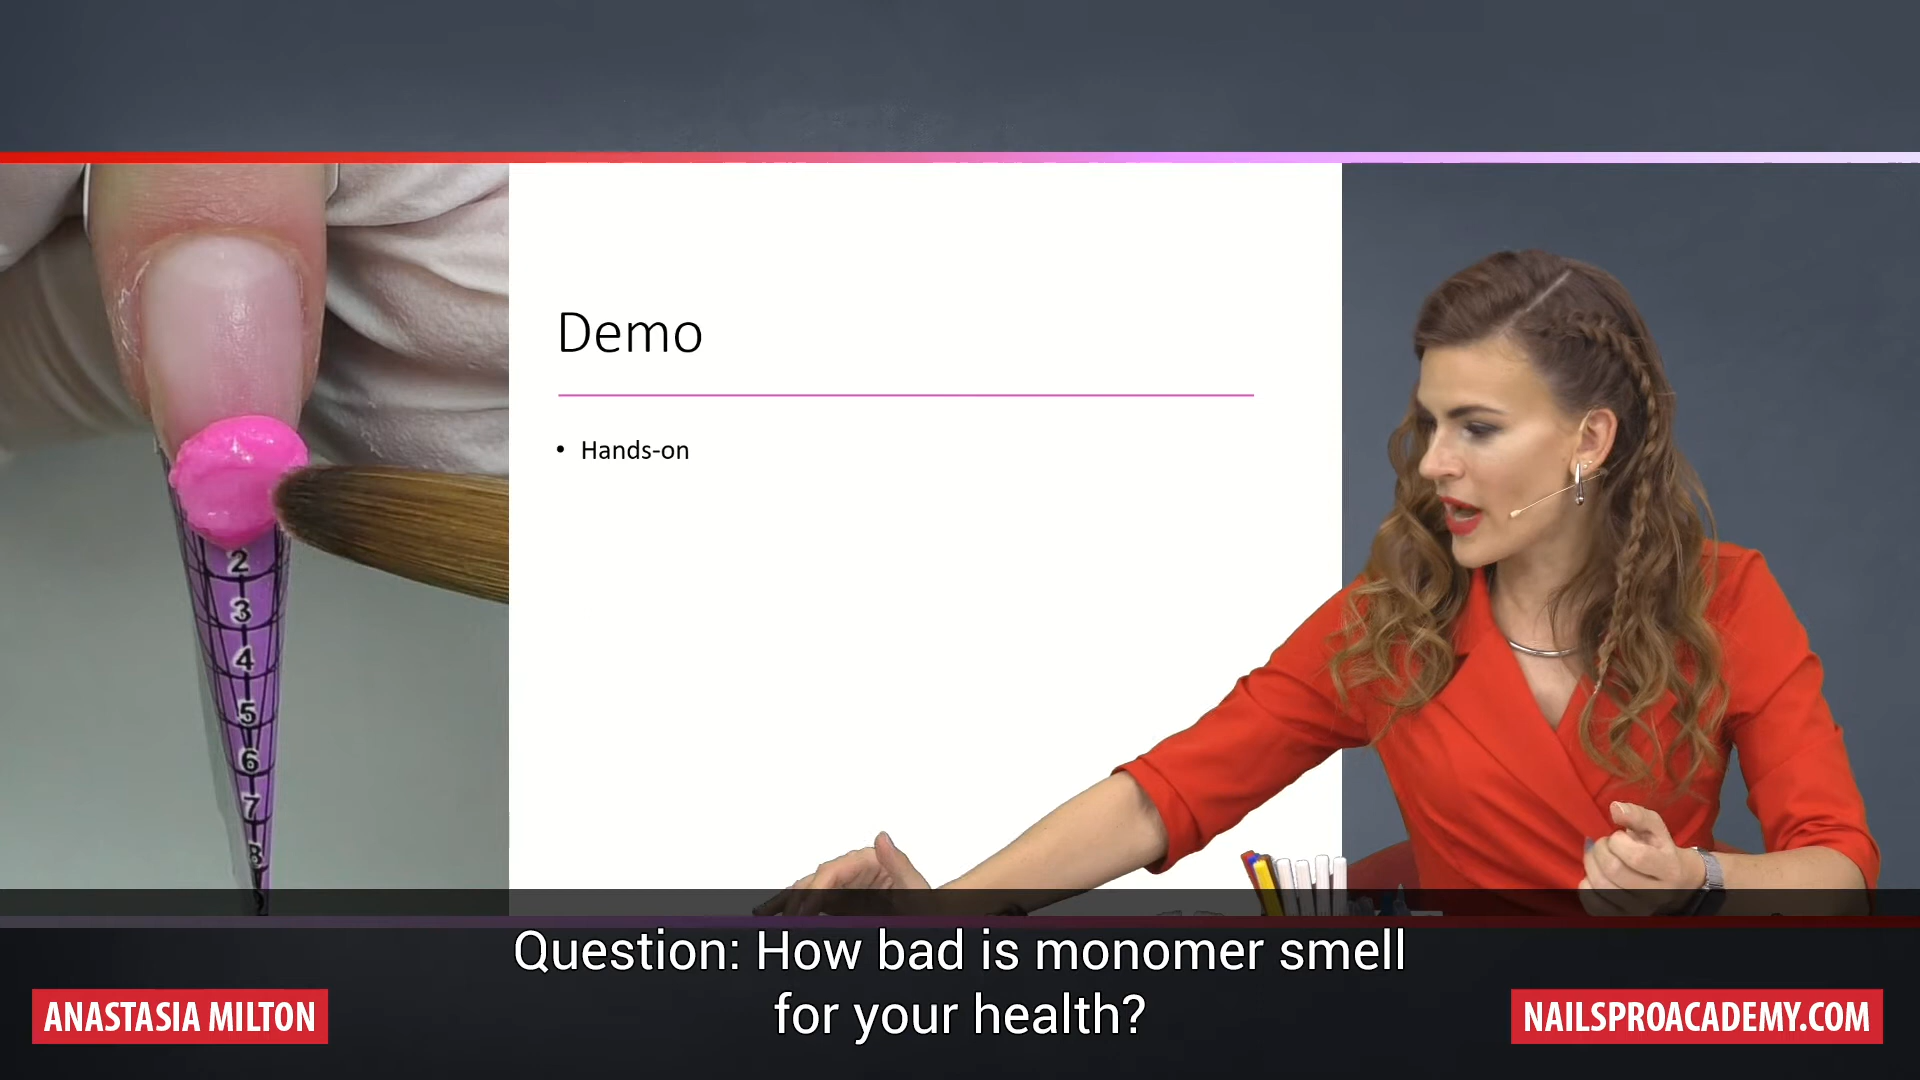 Demo
• Hands-on
2
3
4
5
6
7
8
9
Question: How bad is monomer smell
for your health?
ANASTASIA MILTON
NAILSPROACADEMY.COM